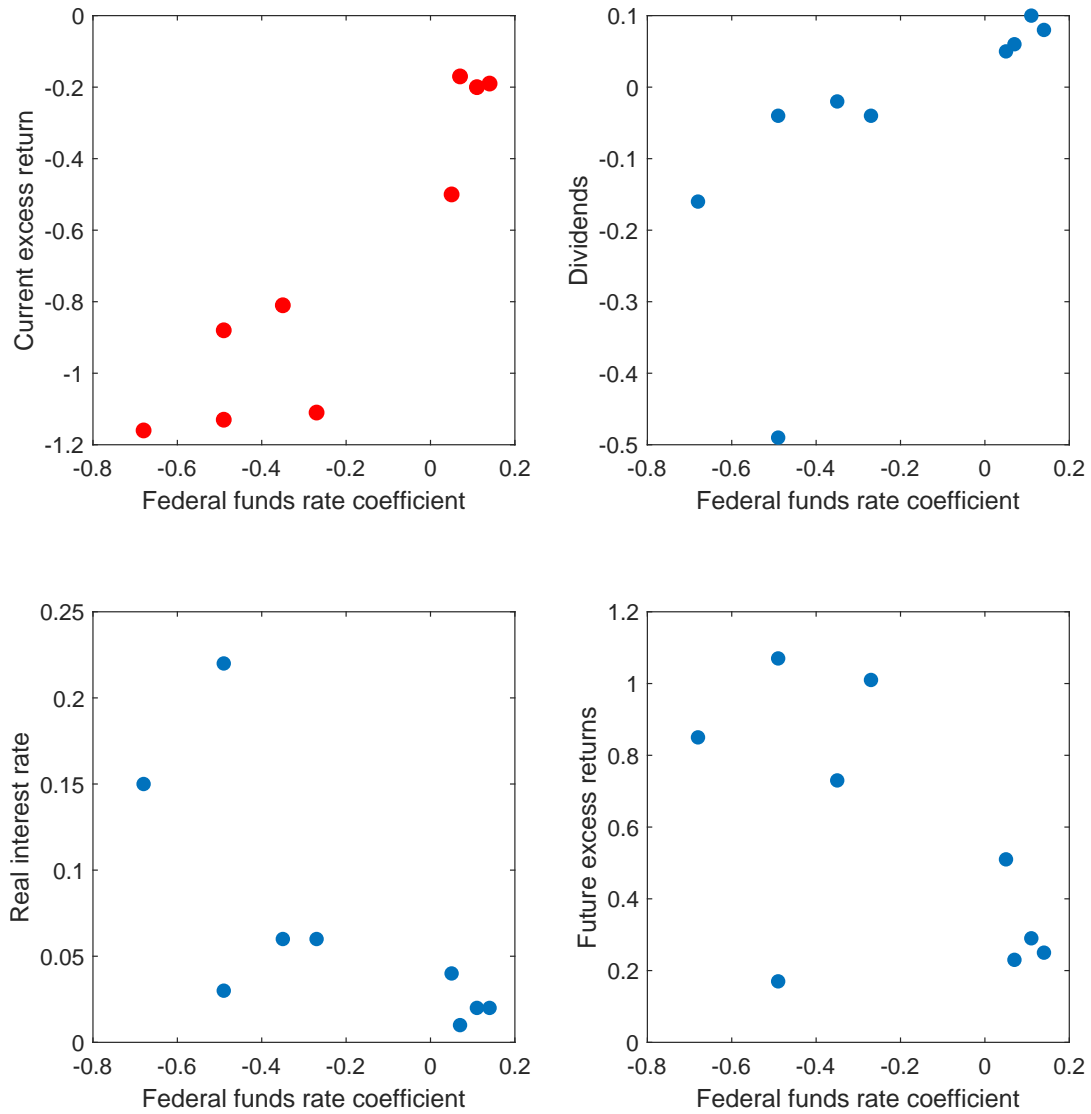 0
-0.2
-0.4
-0.6
-0.8
-1
-1.2
Current excess return
-0.8 -0.6 -0.4 -0.2 0 0.2
Federal funds rate coefficient
0.1
0
-0.1
-0.2
-0.3
-0.4
-0.5
Dividends
-0.8 -0.6 -0.4 -0.2 0 0.2
Federal funds rate coefficient
0.25
0.2
0.15
0.1
0.05
0
Real interest rate
-0.8 -0.6 -0.4 -0.2 0 0.2
Federal funds rate coefficient
1.2
1
0.8
0.6
0.4
0.2
0
Future excess returns
-0.8 -0.6 -0.4 -0.2 0 0.2
Federal funds rate coefficient